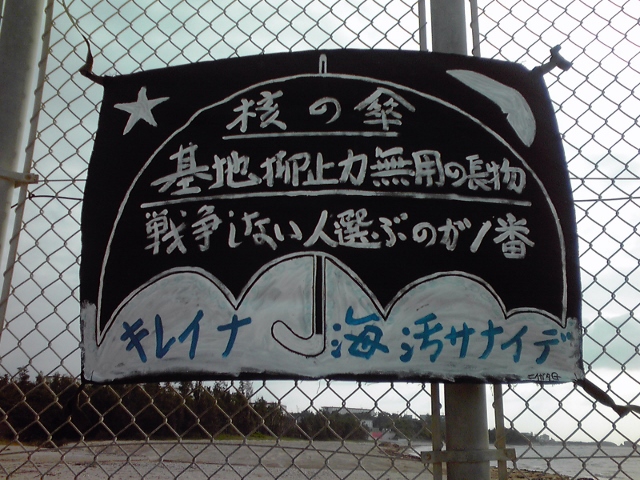 核の傘
基地抑止力無用の長物
戦争しない人選ぶのが1番
キレイナ海汚サナイデ